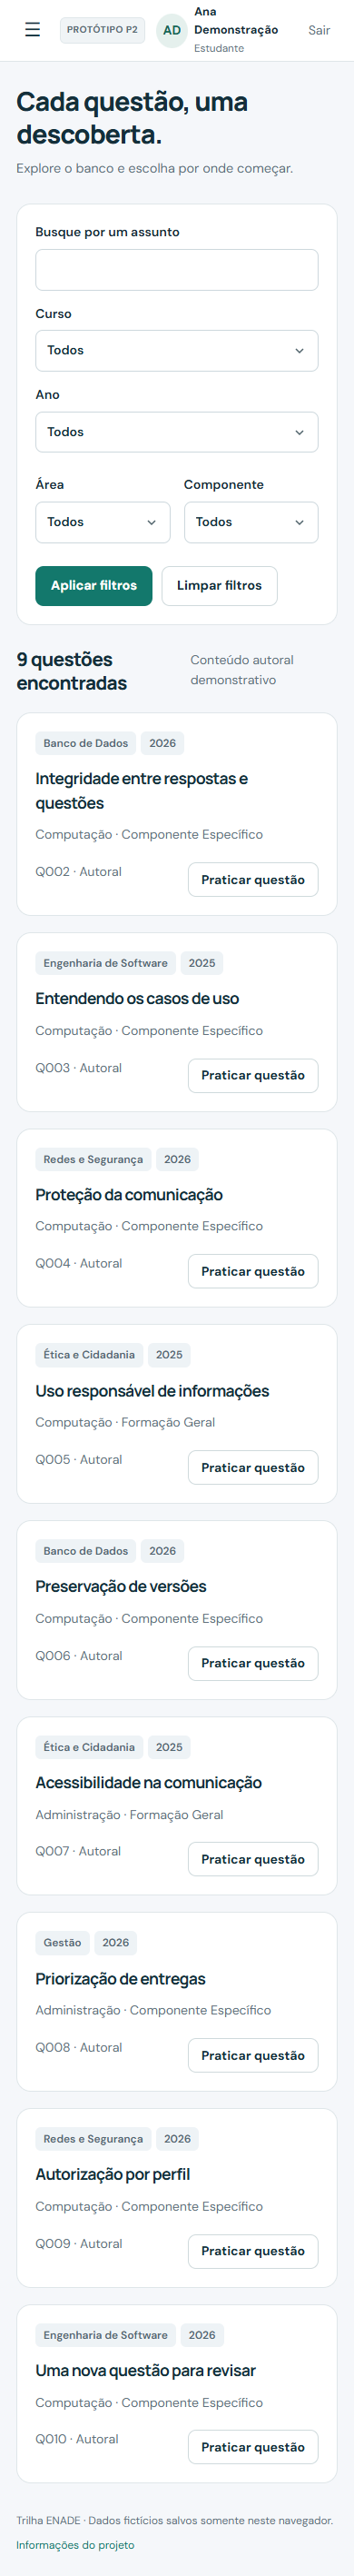 ☰
PROTÓTIPO P2
AD
Ana
Demonstração
Estudante
Sair
Cada questão, uma
descoberta.
Explore o banco e escolha por onde começar.
Busque por um assunto
Curso
Todos
Ano
Todos
Área
Componente
Todos
Todos
Aplicar filtros
Limpar filtros
9 questões
encontradas
Conteúdo autoral
demonstrativo
Banco de Dados
2026
Integridade entre respostas e
questões
Computação · Componente Específico
Q002 · Autoral
Praticar questão
Engenharia de Software
2025
Entendendo os casos de uso
Computação · Componente Específico
Q003 · Autoral
Praticar questão
Redes e Segurança
2026
Proteção da comunicação
Computação · Componente Específico
Q004 · Autoral
Praticar questão
Ética e Cidadania
2025
Uso responsável de informações
Computação · Formação Geral
Q005 · Autoral
Praticar questão
Banco de Dados
2026
Preservação de versões
Computação · Componente Específico
Q006 · Autoral
Praticar questão
Ética e Cidadania
2025
Acessibilidade na comunicação
Administração · Formação Geral
Q007 · Autoral
Praticar questão
Gestão
2026
Priorização de entregas
Administração · Componente Específico
Q008 · Autoral
Praticar questão
Redes e Segurança
2026
Autorização por perfil
Computação · Componente Específico
Q009 · Autoral
Praticar questão
Engenharia de Software
2026
Uma nova questão para revisar
Computação · Componente Específico
Q010 · Autoral
Praticar questão
Trilha ENADE · Dados fictícios salvos somente neste navegador.
Informações do projeto